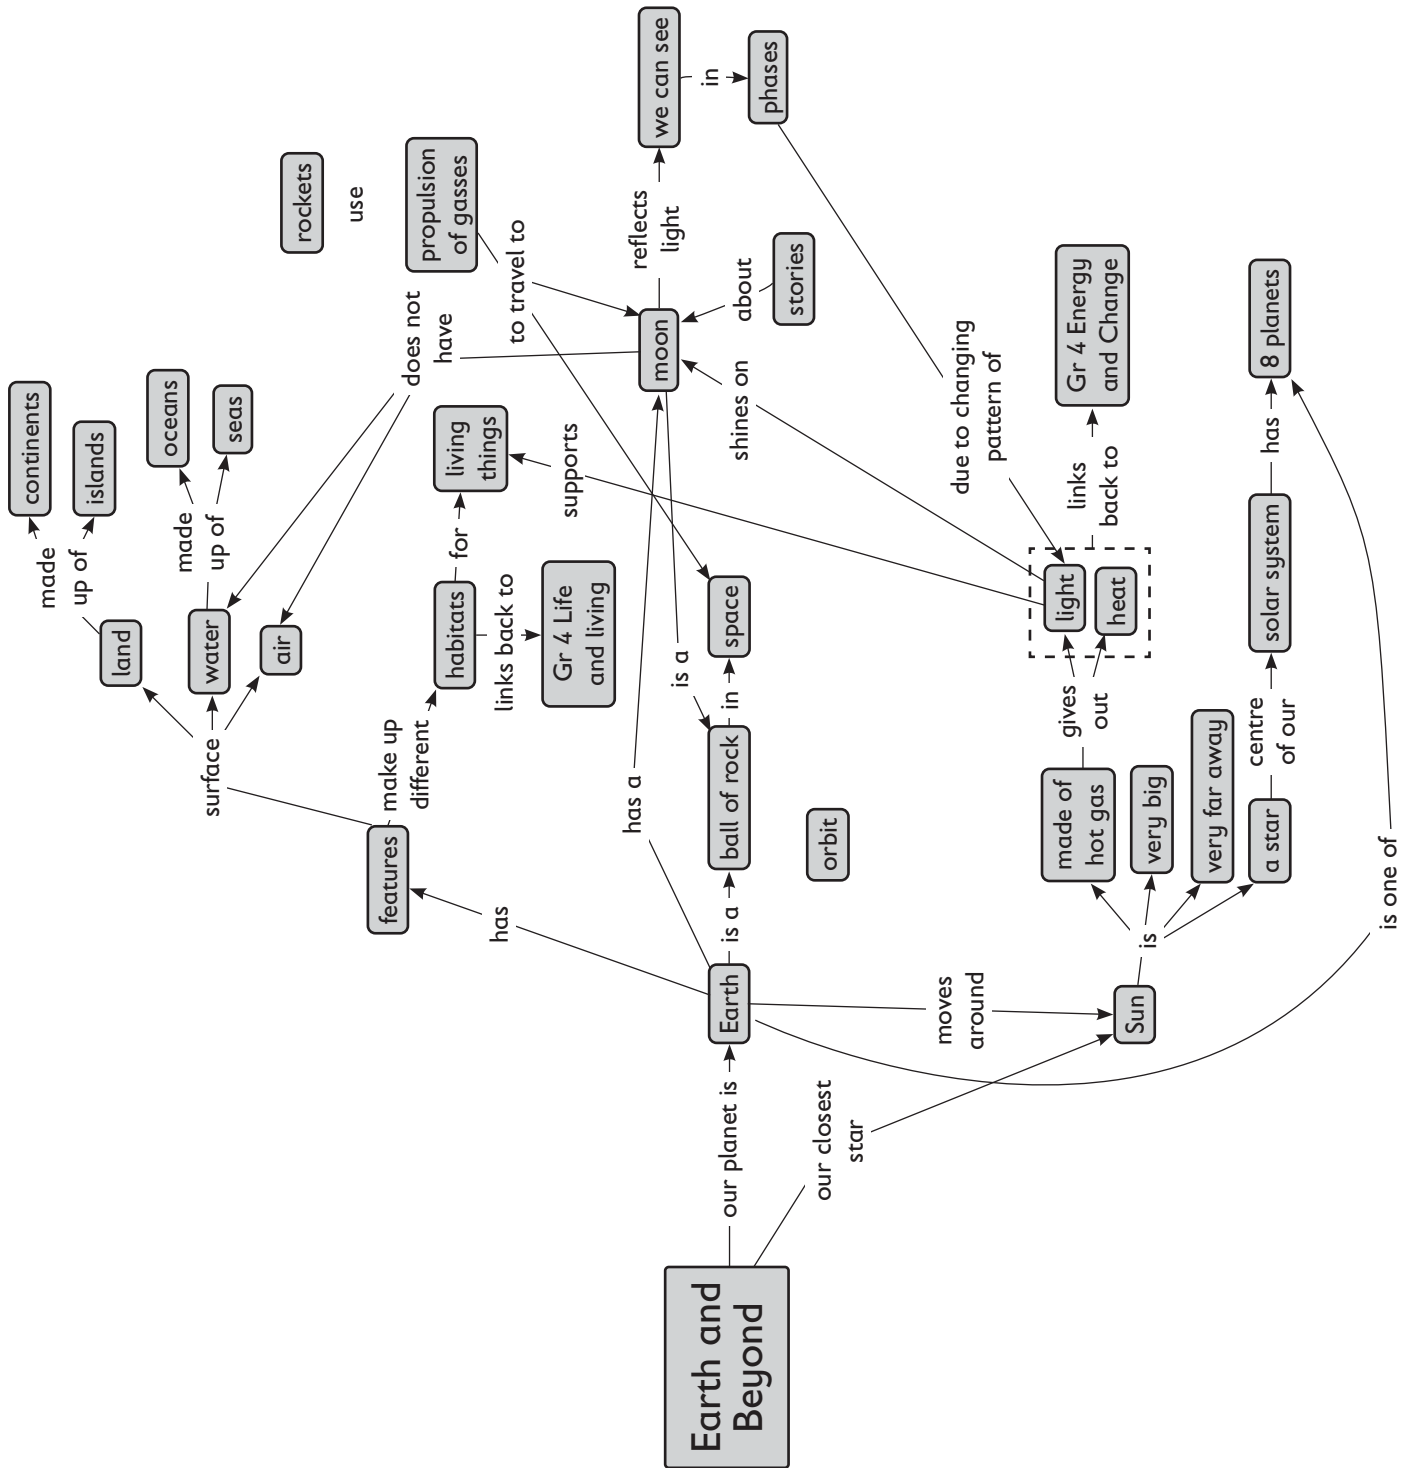 Earth and
Beyond
our planet is
Earth
our closest
star
Sun
moves
around
has
features
surface
land
made
up of
continents
islands
water
made
up of
oceans
seas
air
make up
different
habitats
for
living
things
links back to
Gr 4 Life
and living
has a
moon
is a
is a
ball of rock
in
space
orbit
does not
have
rockets
use
propulsion
of gasses
to travel to
reflects
light
we can see
in
phases
about
stories
due to changing
pattern of
shines on
supports
is
made of
hot gas
gives
out
light
heat
links
back to
Gr 4 Energy
and Change
very big
very far away
a star
centre
of our
solar system
has
8 planets
is one of